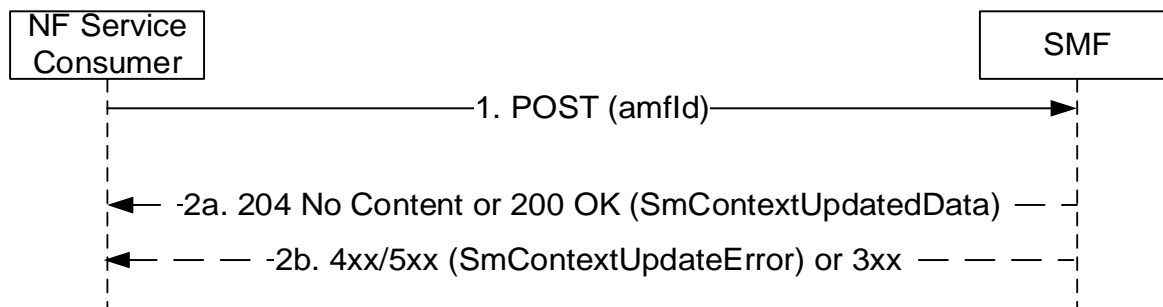 NF Service
Consumer
SMF
1. POST (amfId)
2a. 204 No Content or 200 OK (SmContextUpdatedData)
2b. 4xx/5xx (SmContextUpdateError) or 3xx